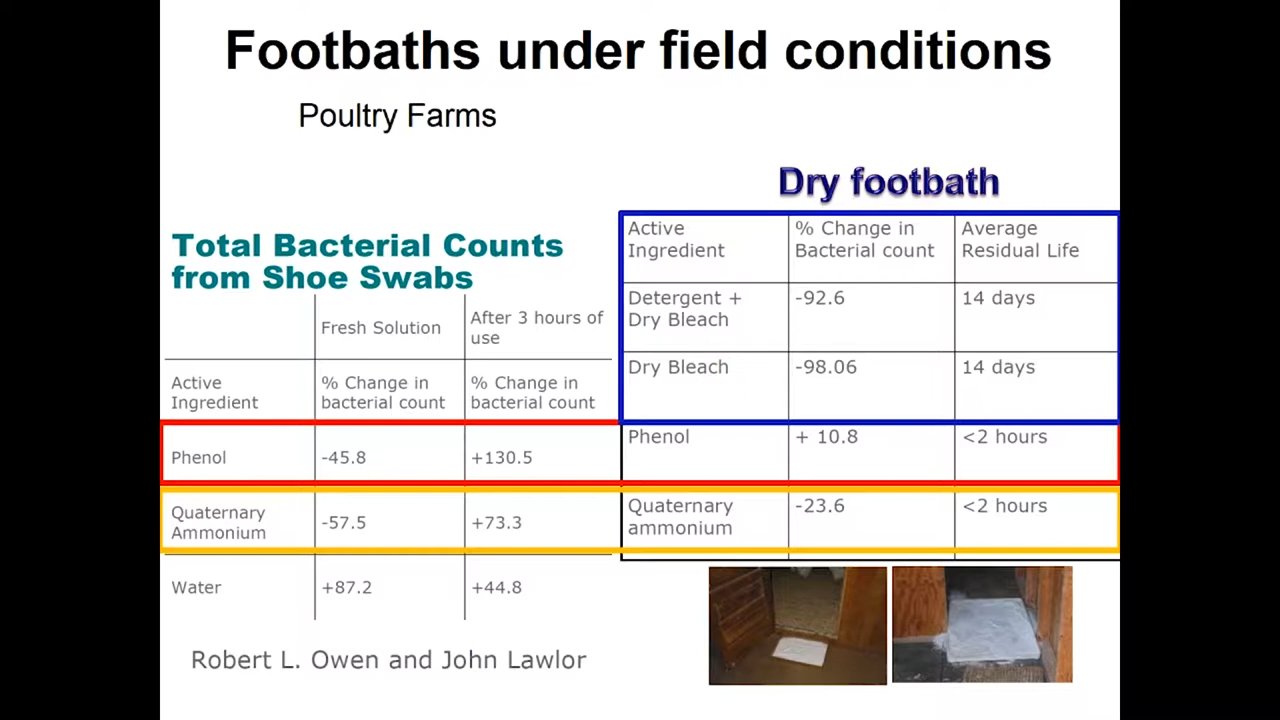 Footbaths under field conditions
Poultry Farms
Total Bacterial Counts
from Shoe Swabs
Fresh Solution
After 3 hours of
use
Active
Ingredient
% Change in
bacterial count
% Change in
bacterial count
Phenol
-45.8
+130.5
Quaternary
Ammonium
-57.5
+73.3
Water
+87.2
+44.8
Robert L. Owen and John Lawlor
Dry footbath
Active
Ingredient
% Change in
Bacterial count
Average
Residual Life
Detergent +
Dry Bleach
-92.6
14 days
Dry Bleach
-98.06
14 days
Phenol
+ 10.8
<2 hours
Quaternary
ammonium
-23.6
<2 hours